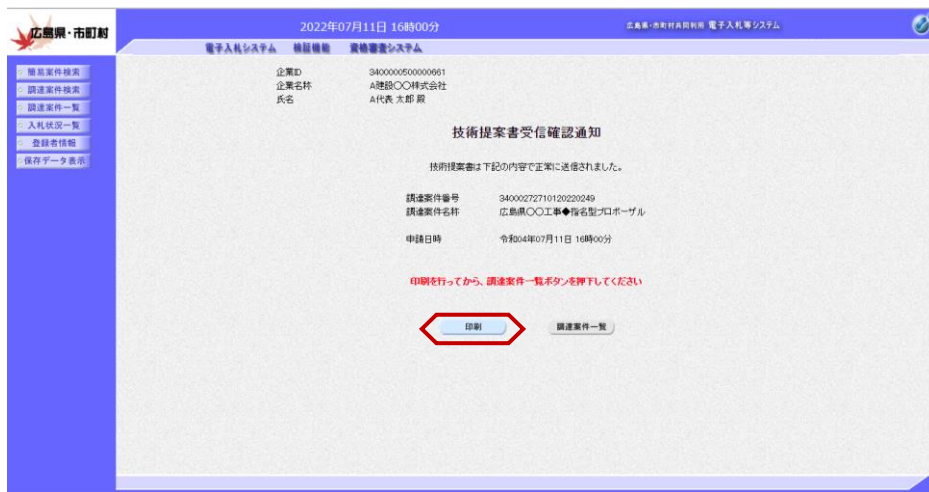 広島県・市町村
2022年07月11日 16時00分
広島県・市町村共同利用 電子入札等システム
電子入札システム 検証機能 資格審査システム
簡易案件検索
調達案件検索
調達案件一覧
入札状況一覧
登録者情報
保存データ表示
企業ID 3400000500000661
企業名称 A建設〇〇株式会社
氏名 A代表 太郎 殿
技術提案書受信確認通知
技術提案書は下記の内容で正常に送信されました。
調達案件番号 34000272710120220249
調達案件名称 広島県〇〇工事◆指名型プロポーザル
申請日時 令和04年07月11日 16時00分
印刷を行ってから、調達案件一覧ボタンを押下してください
印刷
調達案件一覧